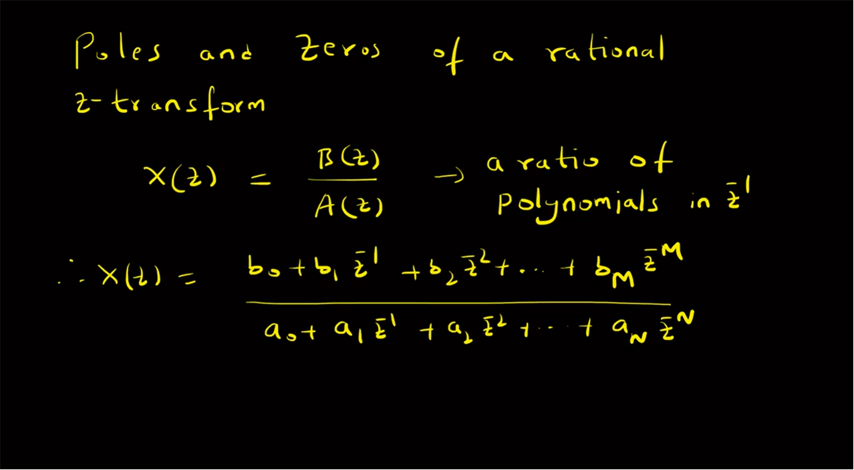 Poles and Zeros of a rational
z-transform
X(z) = B(z) / A(z) → a ratio of
polynomials in z⁻¹
∴ X(z) = b₀ + b₁ z⁻¹ + b₂ z⁻² + ... + b_M z^-M
a₀ + a₁ z⁻¹ + a₂ z⁻² + ... + a_N z^-N